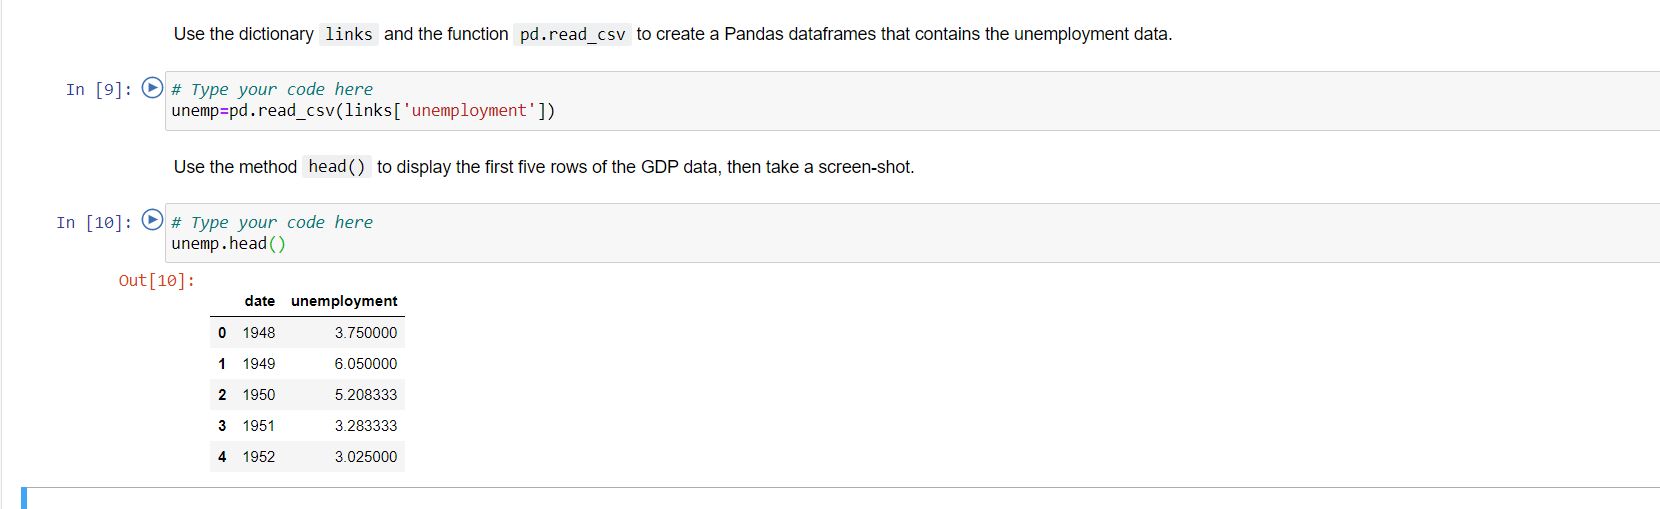 Use the dictionary links and the function pd.read_csv to create a Pandas dataframes that contains the unemployment data.
In [9]: # Type your code here
unemp=pd.read_csv(links['unemployment'])
Use the method head() to display the first five rows of the GDP data, then take a screen-shot.
In [10]: # Type your code here
unemp.head()
Out[10]:
date unemployment
0 1948 3.750000
1 1949 6.050000
2 1950 5.208333
3 1951 3.283333
4 1952 3.025000